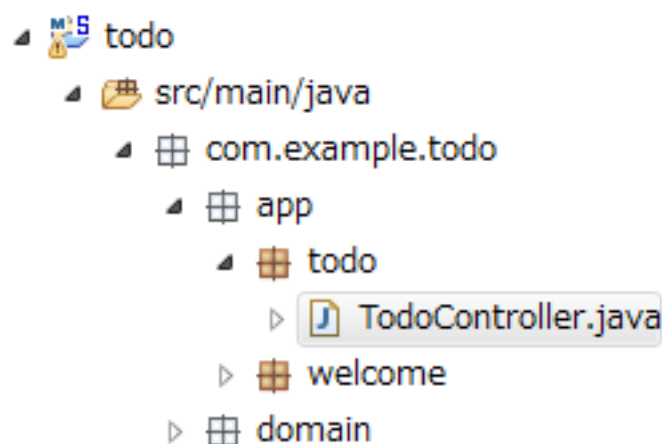 todo
src/main/java
com.example.todo
app
todo
TodoController.java
welcome
domain